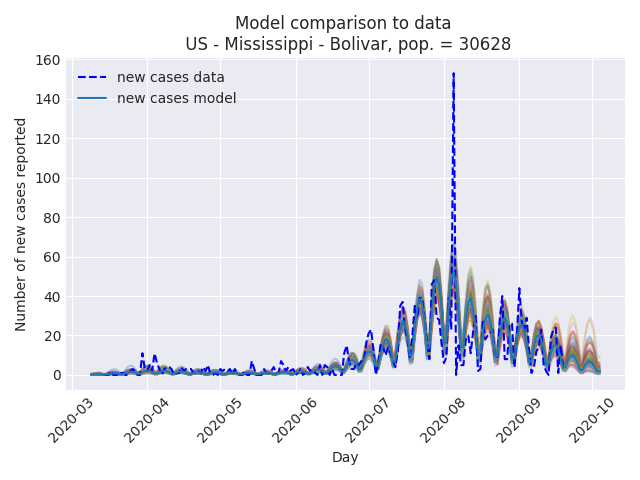 Model comparison to data
US - Mississippi - Bolivar, pop. = 30628
160
140
120
100
80
60
40
20
0
Number of new cases reported
new cases data
new cases model
2020-03
2020-04
2020-05
2020-06
2020-07
2020-08
2020-09
2020-10
Day